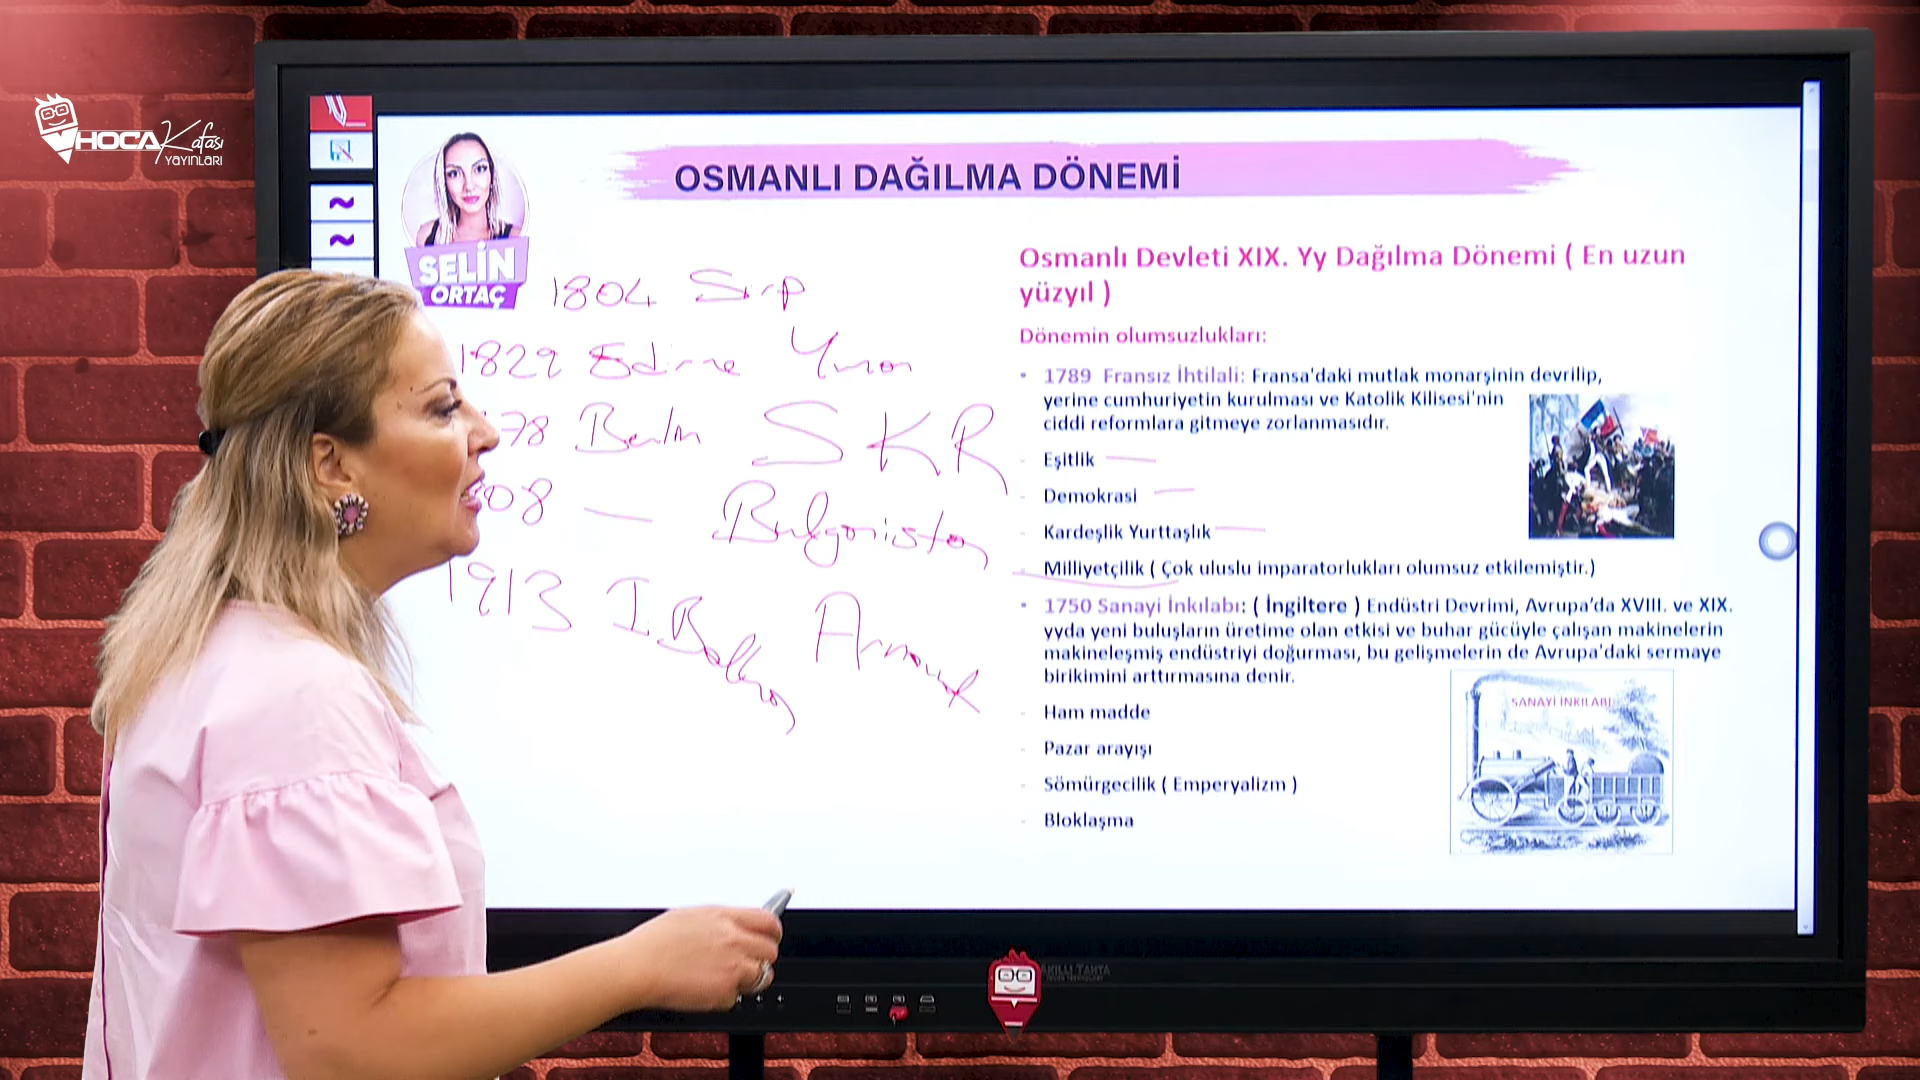 HOCA Kafası
YAYINLARI
SELİN
ORTAÇ
OSMANLI DAĞILMA DÖNEMİ
1804 Sırp
1829 Edirne Yunan
78 Berlin SKR
908 — Bulgaristan
1913 I. Balkan Arnavut
Osmanlı Devleti XIX. Yy Dağılma Dönemi ( En uzun
yüzyıl )
Dönemin olumsuzlukları:
• 1789 Fransız İhtilali: Fransa'daki mutlak monarşinin devrilip,
yerine cumhuriyetin kurulması ve Katolik Kilisesi'nin
ciddi reformlara gitmeye zorlanmasıdır.
- Eşitlik
- Demokrasi
- Kardeşlik Yurttaşlık
- Milliyetçilik ( Çok uluslu imparatorlukları olumsuz etkilemiştir.)
• 1750 Sanayi İnkılabı: ( İngiltere ) Endüstri Devrimi, Avrupa'da XVIII. ve XIX.
yyda yeni buluşların üretime olan etkisi ve buhar gücüyle çalışan makinelerin
makineleşmiş endüstriyi doğurması, bu gelişmelerin de Avrupa'daki sermaye
birikimini arttırmasına denir.
- Ham madde
- Pazar arayışı
- Sömürgecilik ( Emperyalizm )
- Bloklaşma
SANAYİ İNKILABI
AKILLI TAHTA